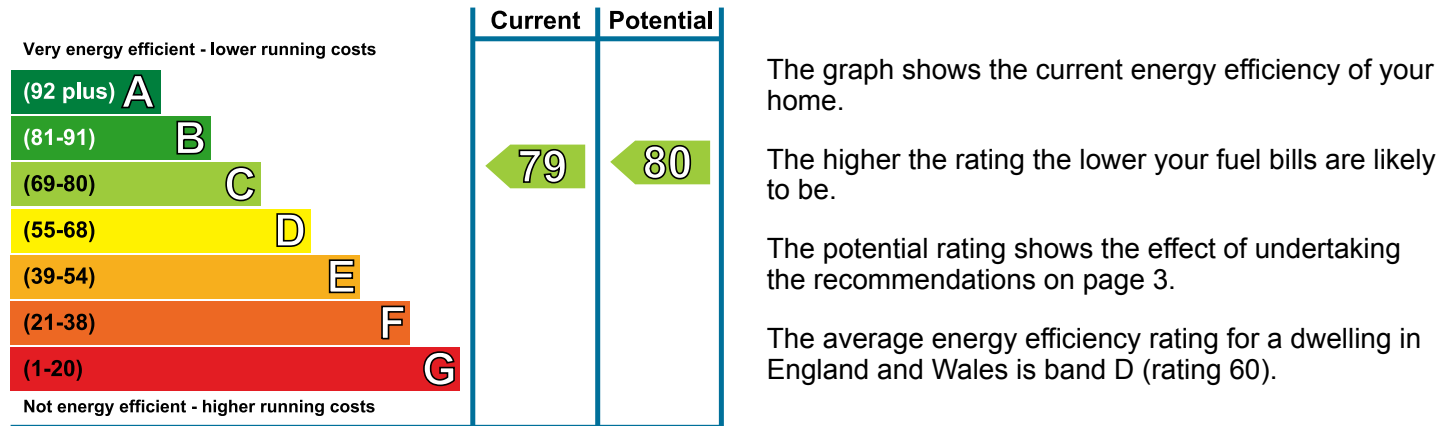 Current Potential
Very energy efficient - lower running costs
(92 plus) A
(81-91) B
(69-80) C
(55-68) D
(39-54) E
(21-38) F
(1-20) G
Not energy efficient - higher running costs
79 80
The graph shows the current energy efficiency of your
home.
The higher the rating the lower your fuel bills are likely
to be.
The potential rating shows the effect of undertaking
the recommendations on page 3.
The average energy efficiency rating for a dwelling in
England and Wales is band D (rating 60).